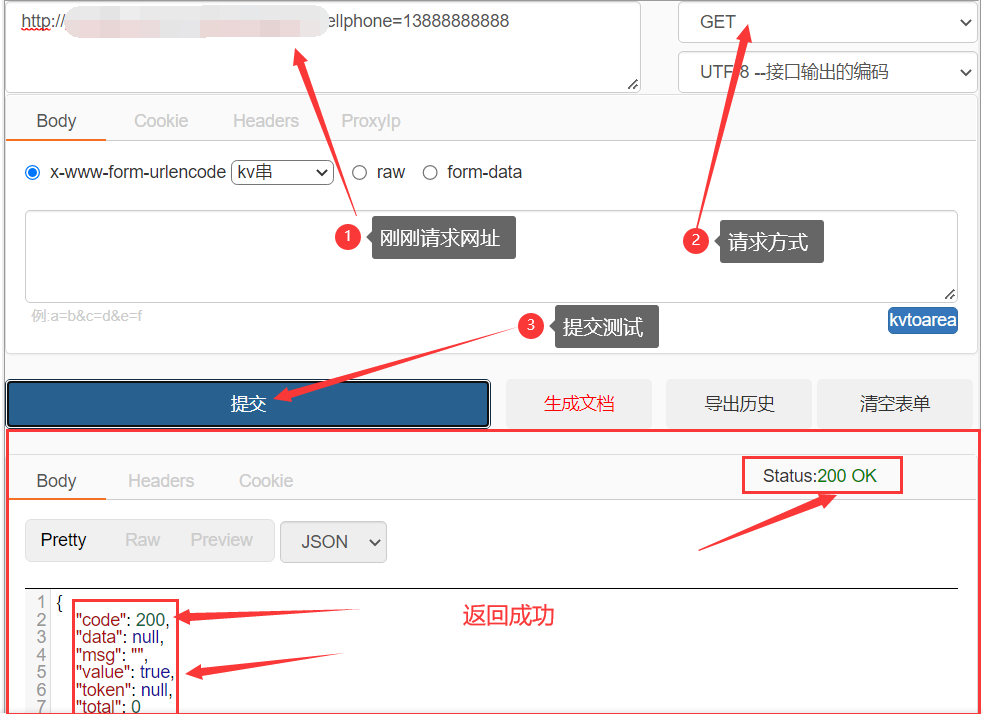 http:// ellphone=13888888888
GET
UTF 8 --接口输出的编码
Body Cookie Headers ProxyIp
x-www-form-urlencode kv串 raw form-data
1 刚刚请求网址
2 请求方式
例:a=b&c=d&e=f
kvtoarea
3 提交测试
提交 生成文档 导出历史 清空表单
Body Headers Cookie
Status:200 OK
Pretty Raw Preview JSON
1 {
2 "code": 200,
3 "data": null,
4 "msg": "",
5 "value": true,
6 "token": null,
7 "total": 0
返回成功